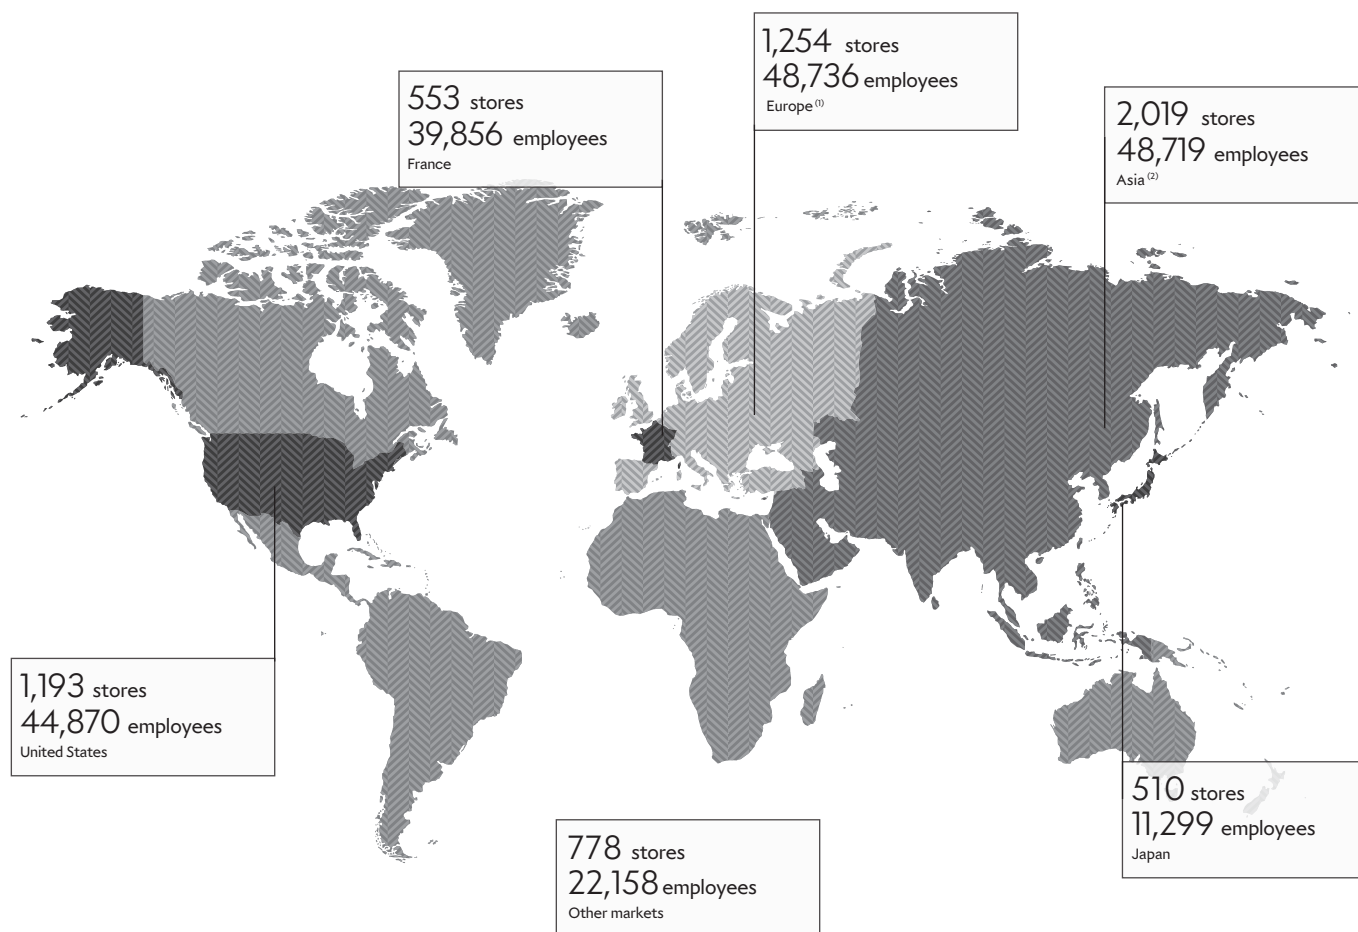 1,254 stores
48,736 employees
Europe (1)
553 stores
39,856 employees
France
2,019 stores
48,719 employees
Asia (2)
1,193 stores
44,870 employees
United States
510 stores
11,299 employees
Japan
778 stores
22,158 employees
Other markets